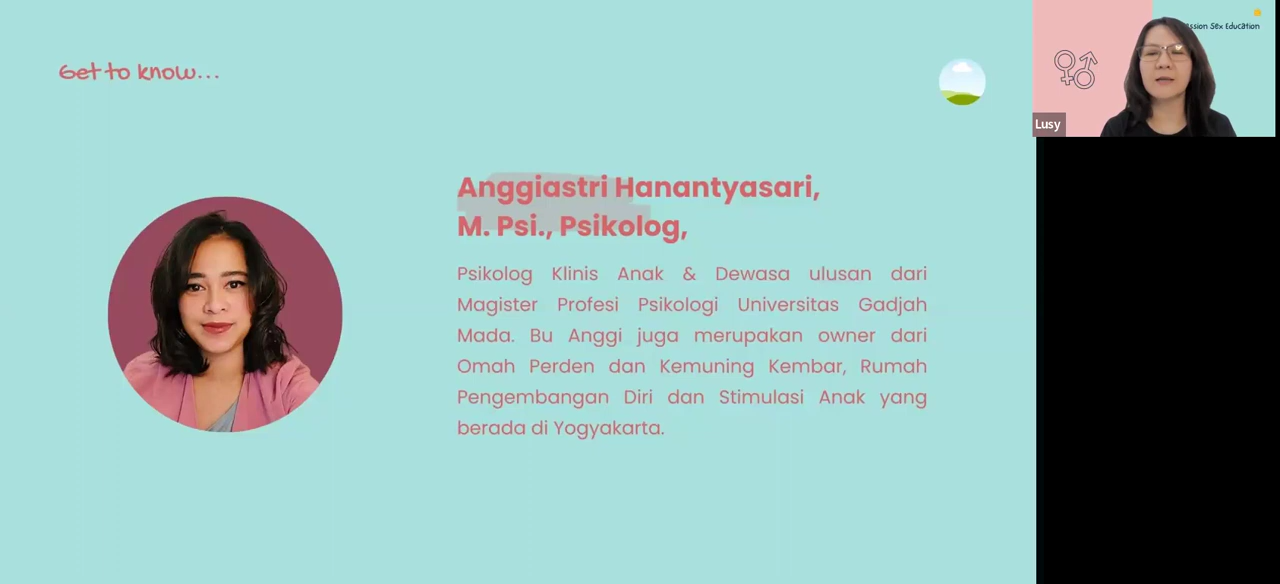 Get to know...
Anggiastri Hanantyasari,
M. Psi., Psikolog,
Psikolog Klinis Anak & Dewasa ulusan dari
Magister Profesi Psikologi Universitas Gadjah
Mada. Bu Anggi juga merupakan owner dari
Omah Perden dan Kemuning Kembar, Rumah
Pengembangan Diri dan Stimulasi Anak yang
berada di Yogyakarta.
Sex Education
Lusy